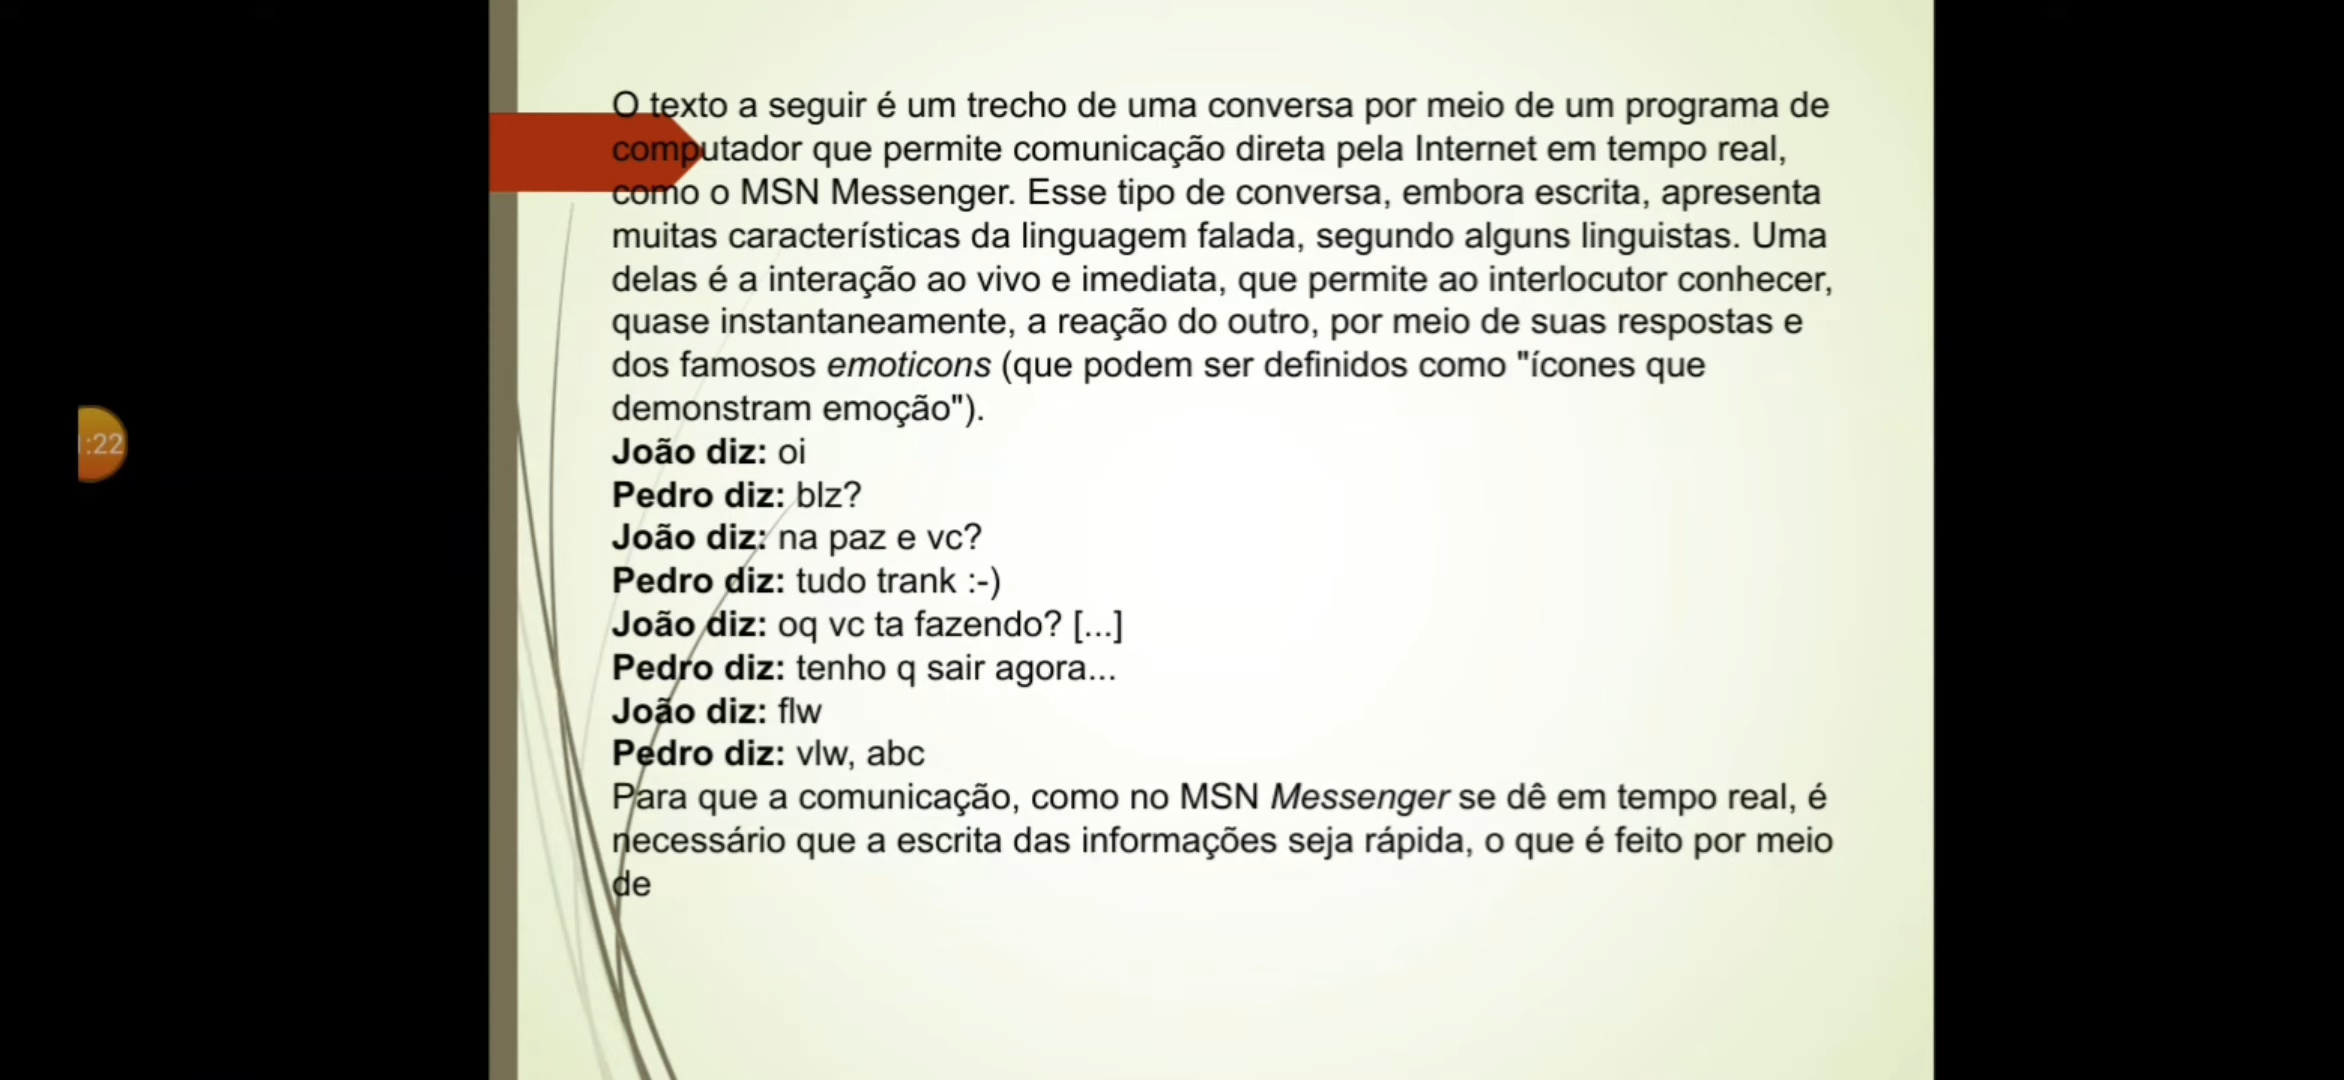 O texto a seguir é um trecho de uma conversa por meio de um programa de
computador que permite comunicação direta pela Internet em tempo real,
como o MSN Messenger. Esse tipo de conversa, embora escrita, apresenta
muitas características da linguagem falada, segundo alguns linguistas. Uma
delas é a interação ao vivo e imediata, que permite ao interlocutor conhecer,
quase instantaneamente, a reação do outro, por meio de suas respostas e
dos famosos emoticons (que podem ser definidos como "ícones que
demonstram emoção").
:22
João diz: oi
Pedro diz: blz?
João diz: na paz e vc?
Pedro diz: tudo trank :-)
João diz: oq vc ta fazendo? [...]
Pedro diz: tenho q sair agora...
João diz: flw
Pedro diz: vlw, abc
Para que a comunicação, como no MSN Messenger se dê em tempo real, é
necessário que a escrita das informações seja rápida, o que é feito por meio
de